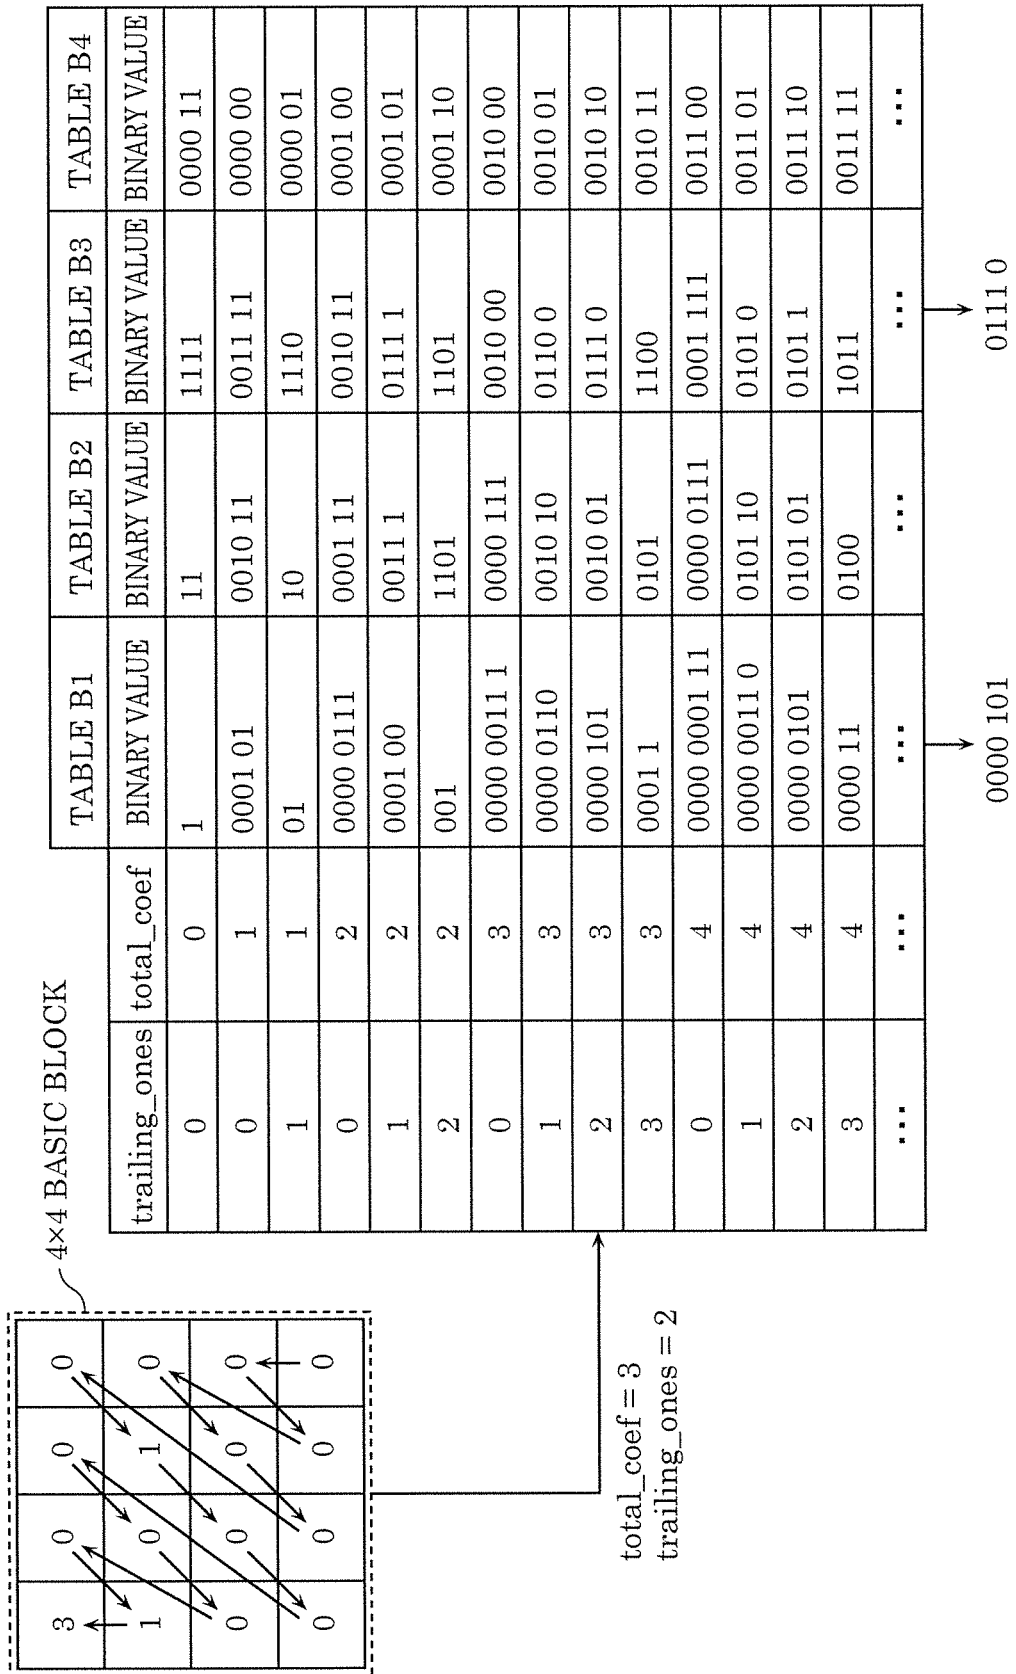 4×4 BASIC BLOCK
3 0 0 0
1 0 1 0
0 0 0 0
0 0 0 0
total_coef = 3
trailing_ones = 2
TABLE B1 TABLE B2 TABLE B3 TABLE B4
trailing_ones total_coef BINARY VALUE BINARY VALUE BINARY VALUE BINARY VALUE
0 0 1 11 1111 0000 11
0 1 0001 01 0010 11 0011 11 0000 00
1 1 01 10 1110 0000 01
0 2 0000 0111 0001 11 0010 11 0001 00
1 2 0001 00 0011 1 0111 1 0001 01
2 2 001 1101 1101 0001 10
0 3 0000 0011 1 0000 111 0010 00 0010 00
1 3 0000 0110 0010 10 0110 0 0010 01
2 3 0000 101 0010 01 0111 0 0010 10
3 3 0001 1 0101 1100 0010 11
0 4 0000 0001 11 0000 0111 0001 111 0011 00
1 4 0000 0011 0 0101 10 0101 0 0011 01
2 4 0000 0101 0101 01 0101 1 0011 10
3 4 0000 11 0100 1011 0011 11
... ... ... ... ... ...
0000 101 0111 0